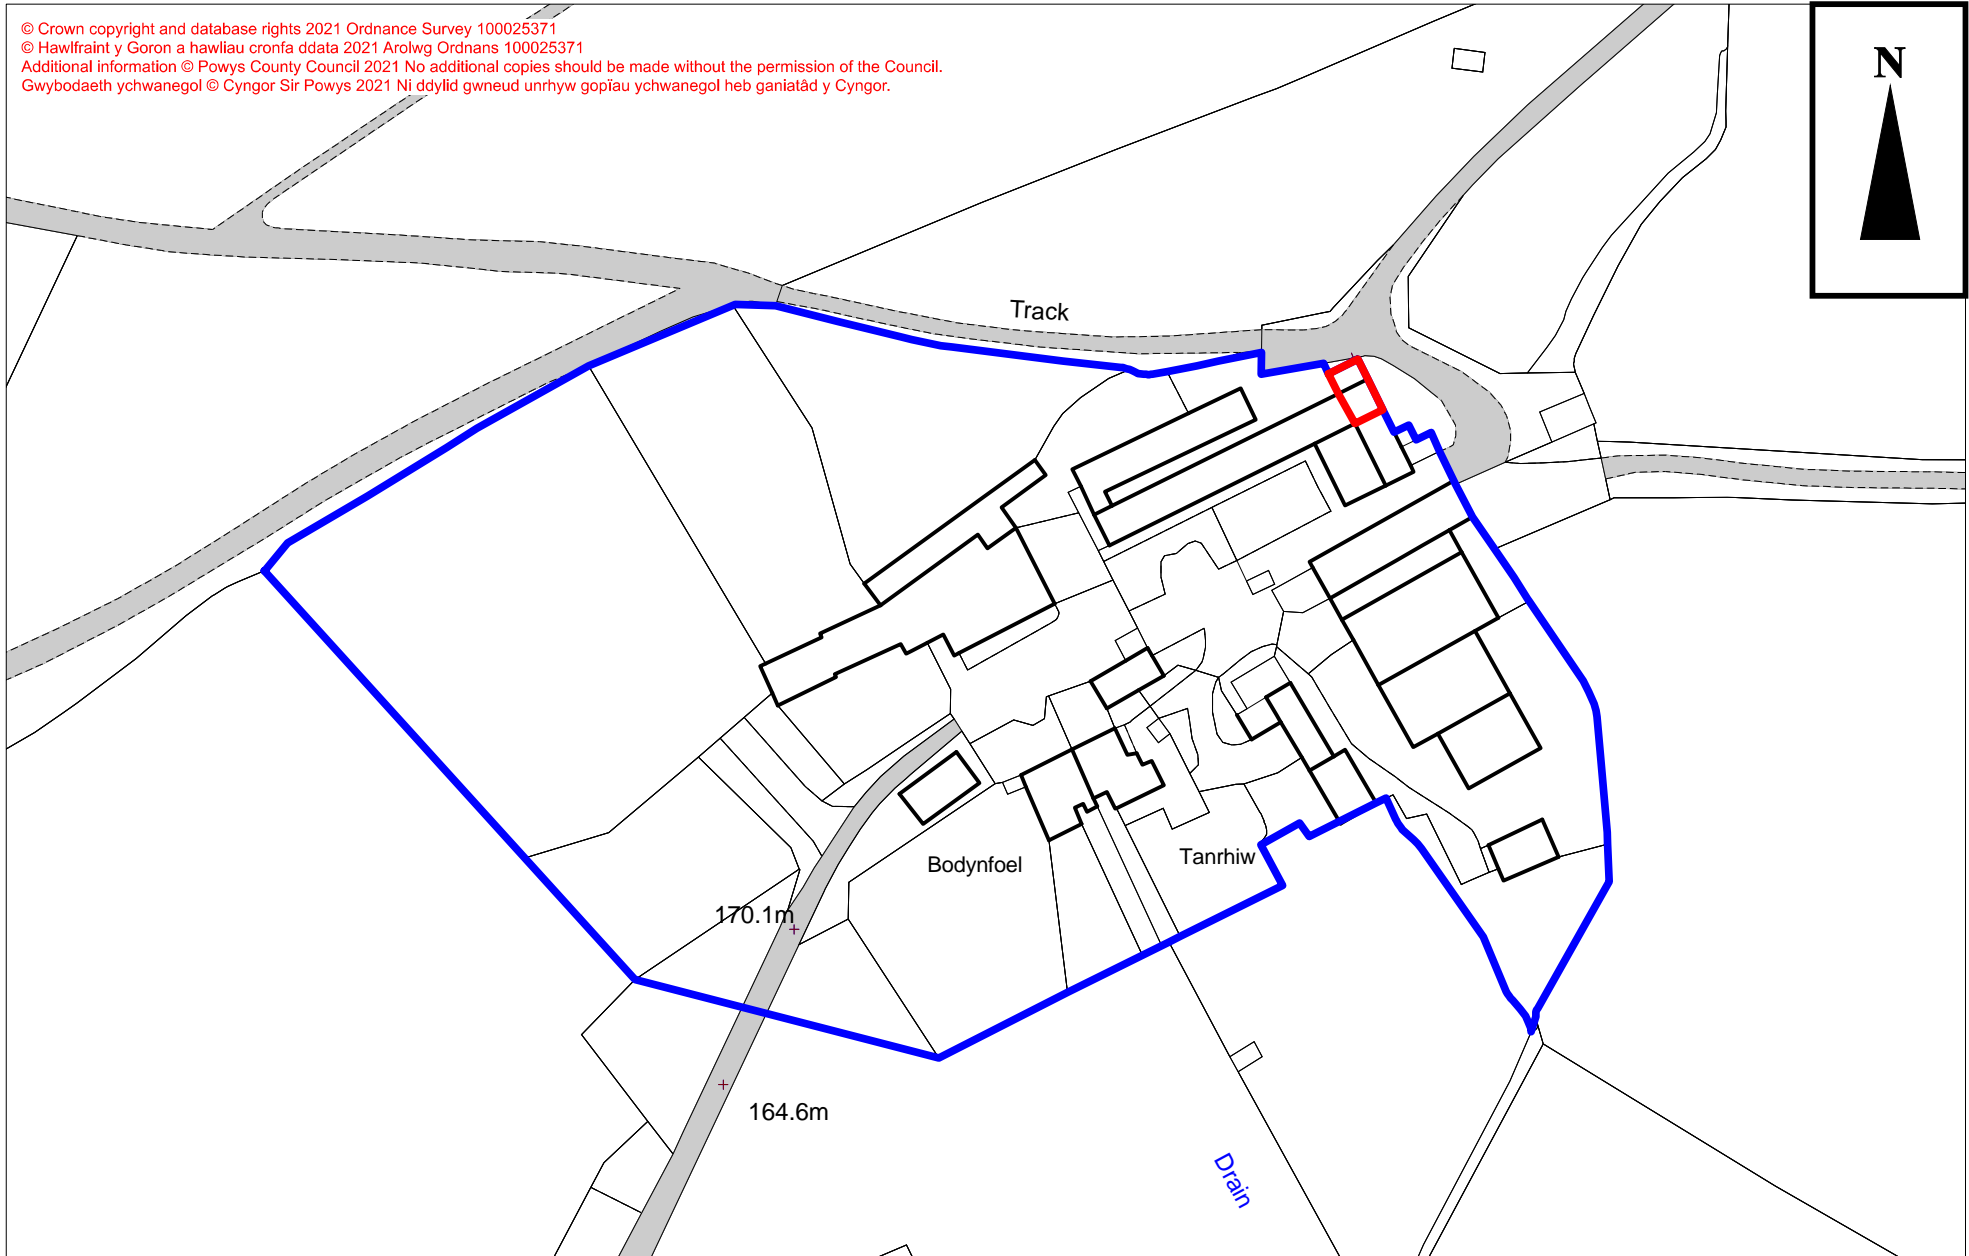 © Crown copyright and database rights 2021 Ordnance Survey 100025371
© Hawlfraint y Goron a hawliau cronfa ddata 2021 Arolwg Ordnans 100025371
Additional information © Powys County Council 2021 No additional copies should be made without the permission of the Council.
Gwybodaeth ychwanegol © Cyngor Sir Powys 2021 Ni ddylid gwneud unrhyw gopïau ychwanegol heb ganiatâd y Cyngor.
N
Track
Bodynfoel
Tanrhiw
170.1m
164.6m
Drain